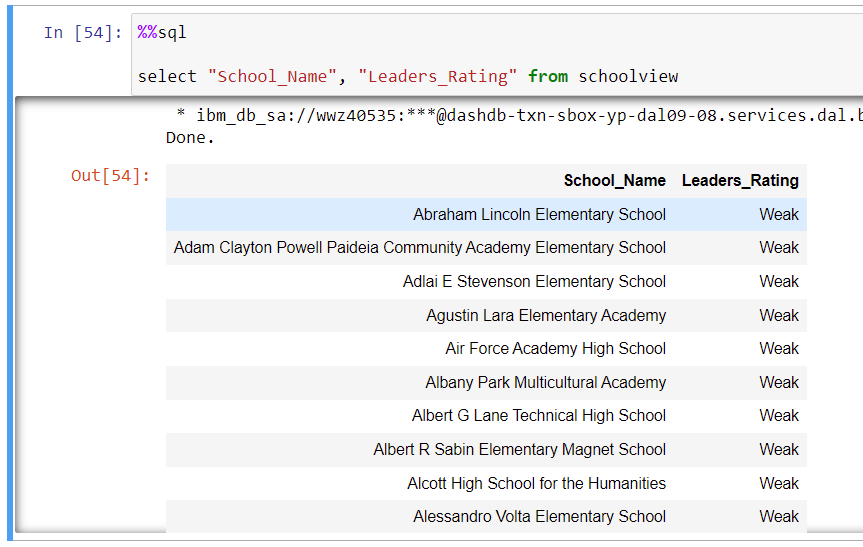 In [54]: %%sql
select "School_Name", "Leaders_Rating" from schoolview
* ibm_db_sa://wwz40535:***@dashdb-txn-sbox-yp-dal09-08.services.dal.b
Done.
Out[54]:
School_Name Leaders_Rating
Abraham Lincoln Elementary School Weak
Adam Clayton Powell Paideia Community Academy Elementary School Weak
Adlai E Stevenson Elementary School Weak
Agustin Lara Elementary Academy Weak
Air Force Academy High School Weak
Albany Park Multicultural Academy Weak
Albert G Lane Technical High School Weak
Albert R Sabin Elementary Magnet School Weak
Alcott High School for the Humanities Weak
Alessandro Volta Elementary School Weak